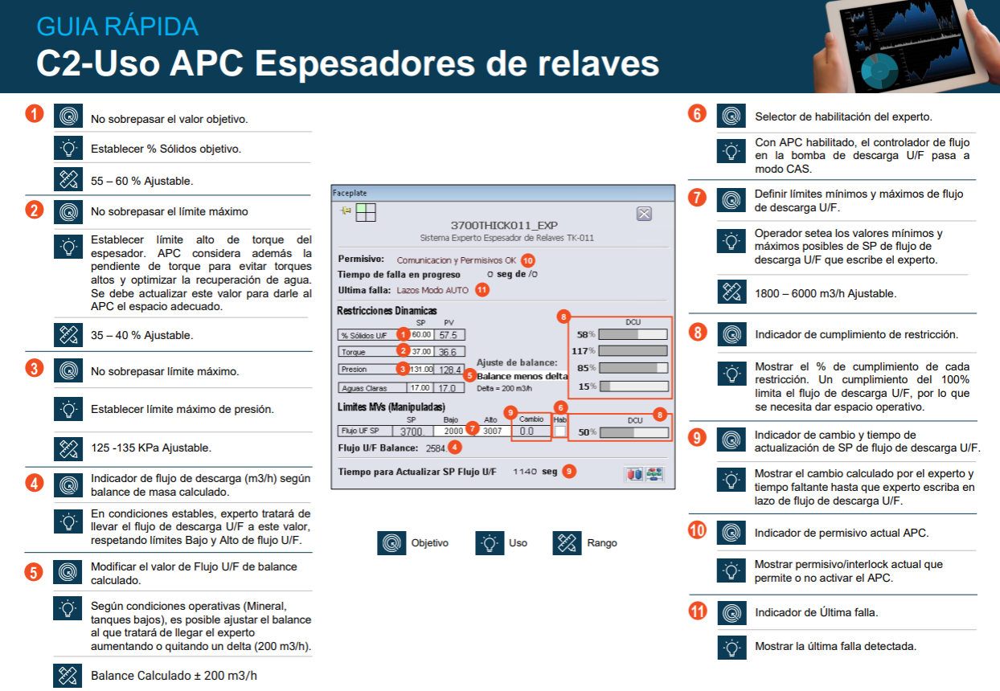 GUIA RÁPIDA
C2-Uso APC Espesadores de relaves
1
No sobrepasar el valor objetivo.
Establecer % Sólidos objetivo.
55 – 60 % Ajustable.
2
No sobrepasar el límite máximo
Establecer límite alto de torque del
espesador. APC considera además la
pendiente de torque para evitar torques
altos y optimizar la recuperación de agua.
Se debe actualizar este valor para darle al
APC el espacio adecuado.
35 – 40 % Ajustable.
3
No sobrepasar límite máximo.
Establecer límite máximo de presión.
125 -135 KPa Ajustable.
4
Indicador de flujo de descarga (m3/h) según
balance de masa calculado.
En condiciones estables, experto tratará de
llevar el flujo de descarga U/F a este valor,
respetando límites Bajo y Alto de flujo U/F.
5
Modificar el valor de Flujo U/F de balance
calculado.
Según condiciones operativas (Mineral,
tanques bajos), es posible ajustar el balance
al que tratará de llegar el experto
aumentando o quitando un delta (200 m3/h).
Balance Calculado ± 200 m3/h
Faceplate
3700THICK011_EXP
Sistema Experto Espesador de Relaves TK-011
Permisivo: Comunicacion y Permisivos OK 10
Tiempo de falla en progreso 0 seg de /0
Ultima falla: Lazos Modo AUTO 11
Restricciones Dinamicas
8
SP PV DCU
% Sólidos U/F 1 60.00 57.5 58%
Torque 2 37.00 36.6 117%
Ajuste de balance:
Presion 3 131.00 128.4 85%
5 Balance menos delta
Aguas Claras 17.00 17.0 Delta = 200 m3/h 15%
Limites MVs (Manipuladas)
9 6 8
SP Bajo Alto Cambio Hab DCU
Flujo UF SP 3700. 2000 7 3007 0.0 50%
Flujo U/F Balance: 2584. 4
Tiempo para Actualizar SP Flujo U/F 1140 seg 9
Objetivo Uso Rango
6
Selector de habilitación del experto.
Con APC habilitado, el controlador de flujo
en la bomba de descarga U/F pasa a
modo CAS.
7
Definir límites mínimos y máximos de flujo
de descarga U/F.
Operador setea los valores mínimos y
máximos posibles de SP de flujo de
descarga U/F que escribe el experto.
1800 – 6000 m3/h Ajustable.
8
Indicador de cumplimiento de restricción.
Mostrar el % de cumplimiento de cada
restricción. Un cumplimiento del 100%
limita el flujo de descarga U/F, por lo que
se necesita dar espacio operativo.
9
Indicador de cambio y tiempo de
actualización de SP de flujo de descarga U/F.
Mostrar el cambio calculado por el experto y
tiempo faltante hasta que experto escriba en
lazo de flujo de descarga U/F.
10
Indicador de permisivo actual APC.
Mostrar permisivo/interlock actual que
permite o no activar el APC.
11
Indicador de Última falla.
Mostrar la última falla detectada.